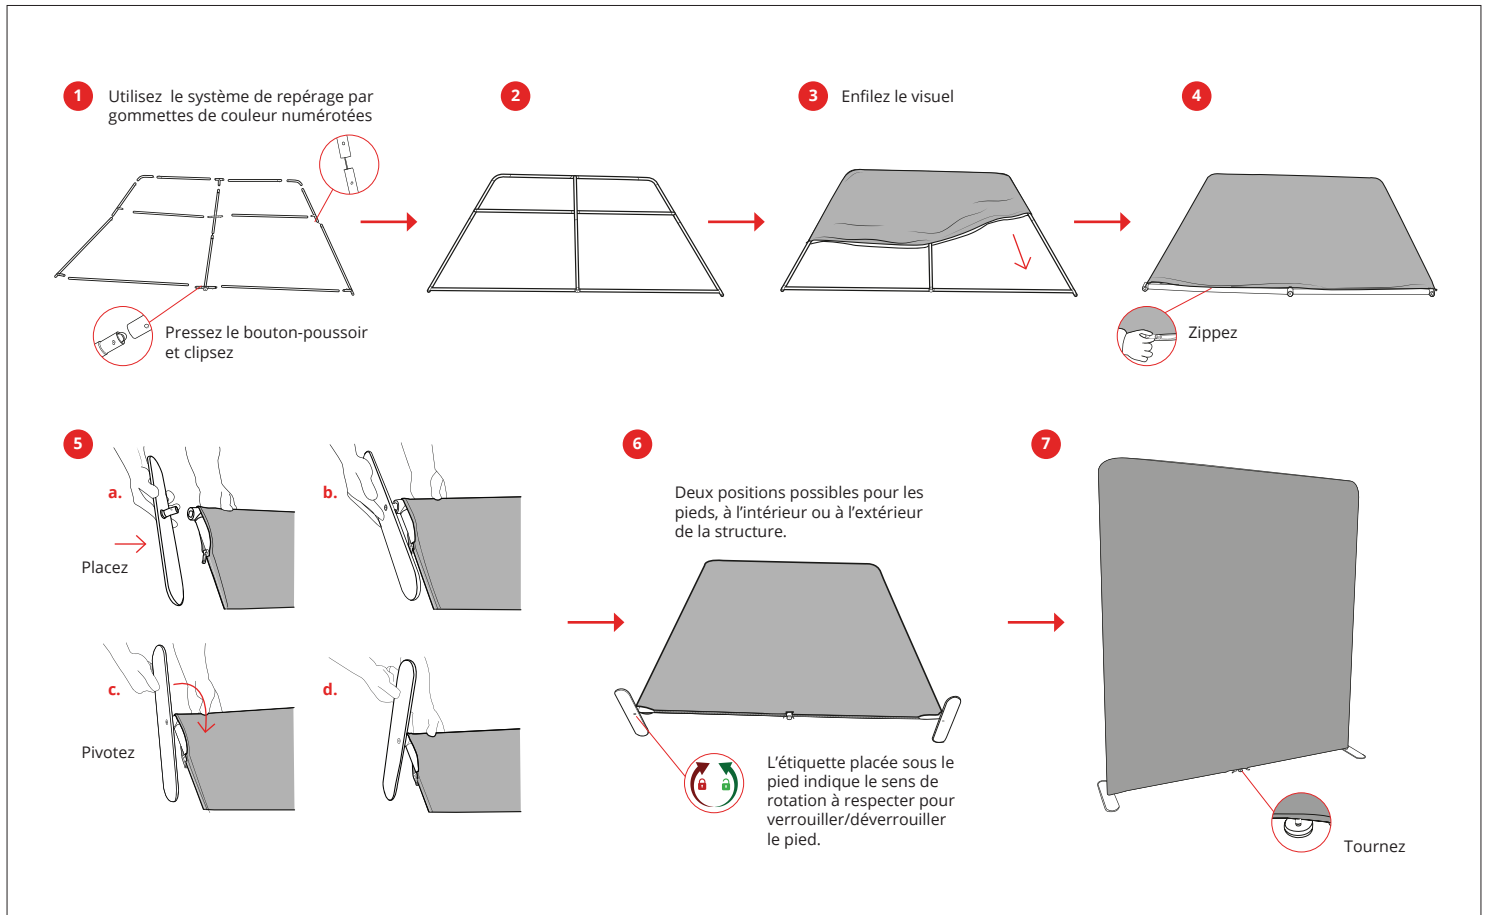 1
Utilisez le système de repérage par
gommettes de couleur numérotées
Pressez le bouton-poussoir
et clipsez
2
3
Enfilez le visuel
4
Zippez
5
a.
Placez
b.
c.
Pivotez
d.
6
Deux positions possibles pour les
pieds, à l’intérieur ou à l’extérieur
de la structure.
L’étiquette placée sous le
pied indique le sens de
rotation à respecter pour
verrouiller/déverrouiller
le pied.
7
Tournez